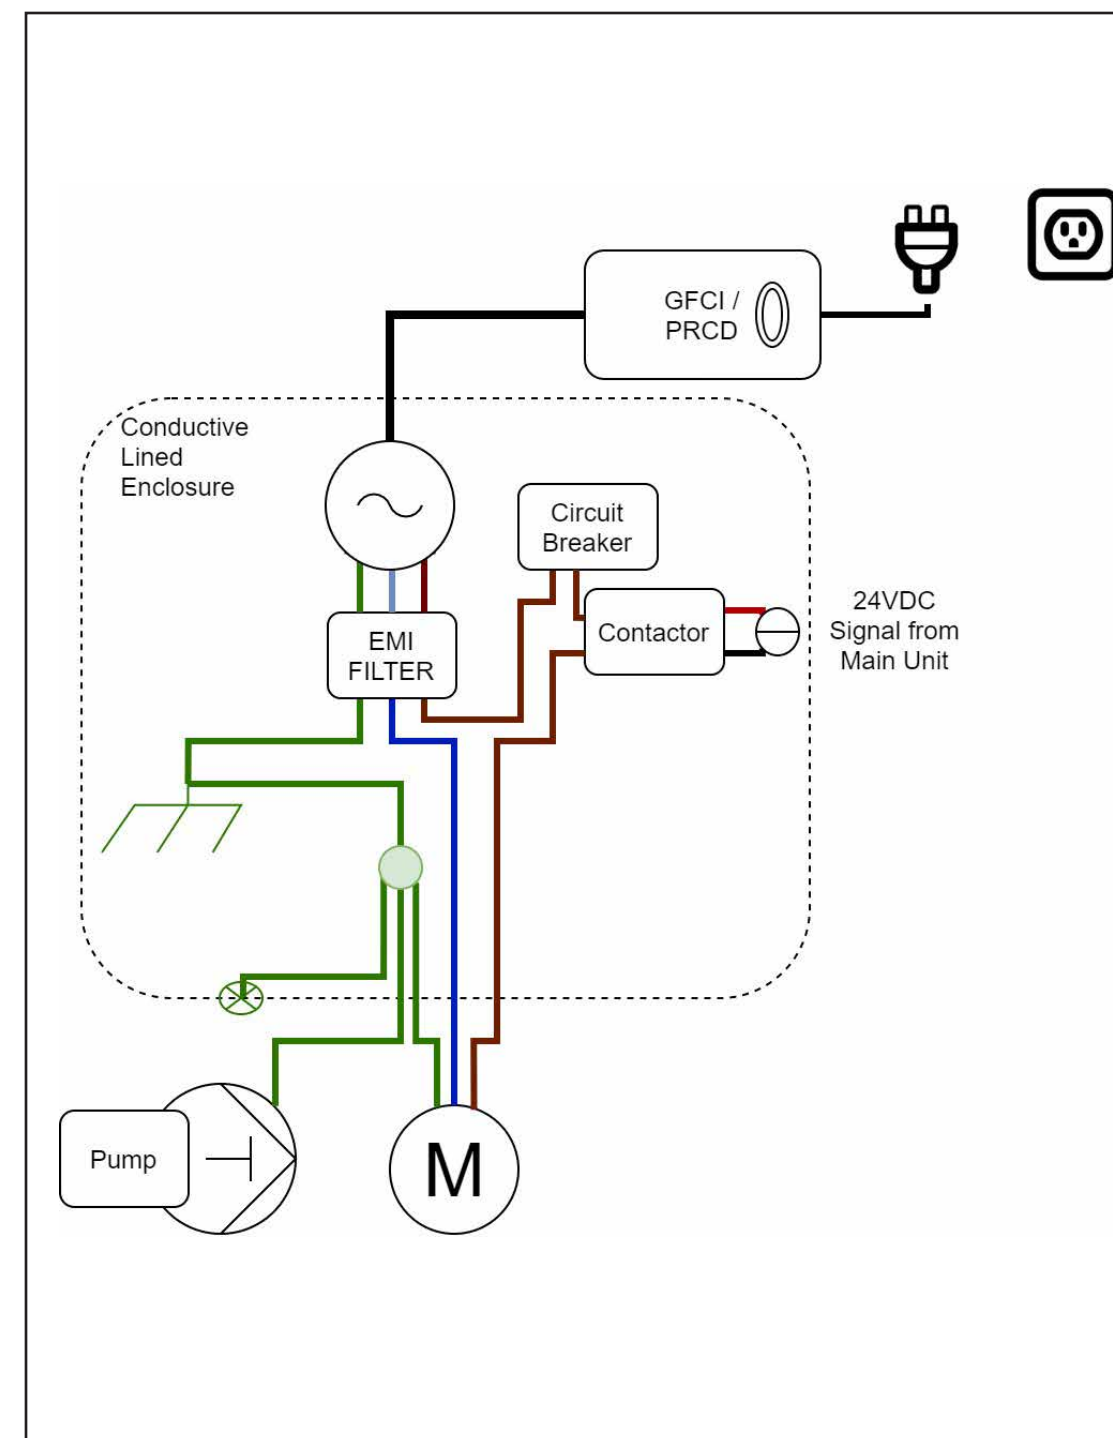 GFCI /
PRCD
Conductive
Lined
Enclosure
Circuit
Breaker
24VDC
Signal from
Main Unit
Contactor
EMI
FILTER
Pump
M